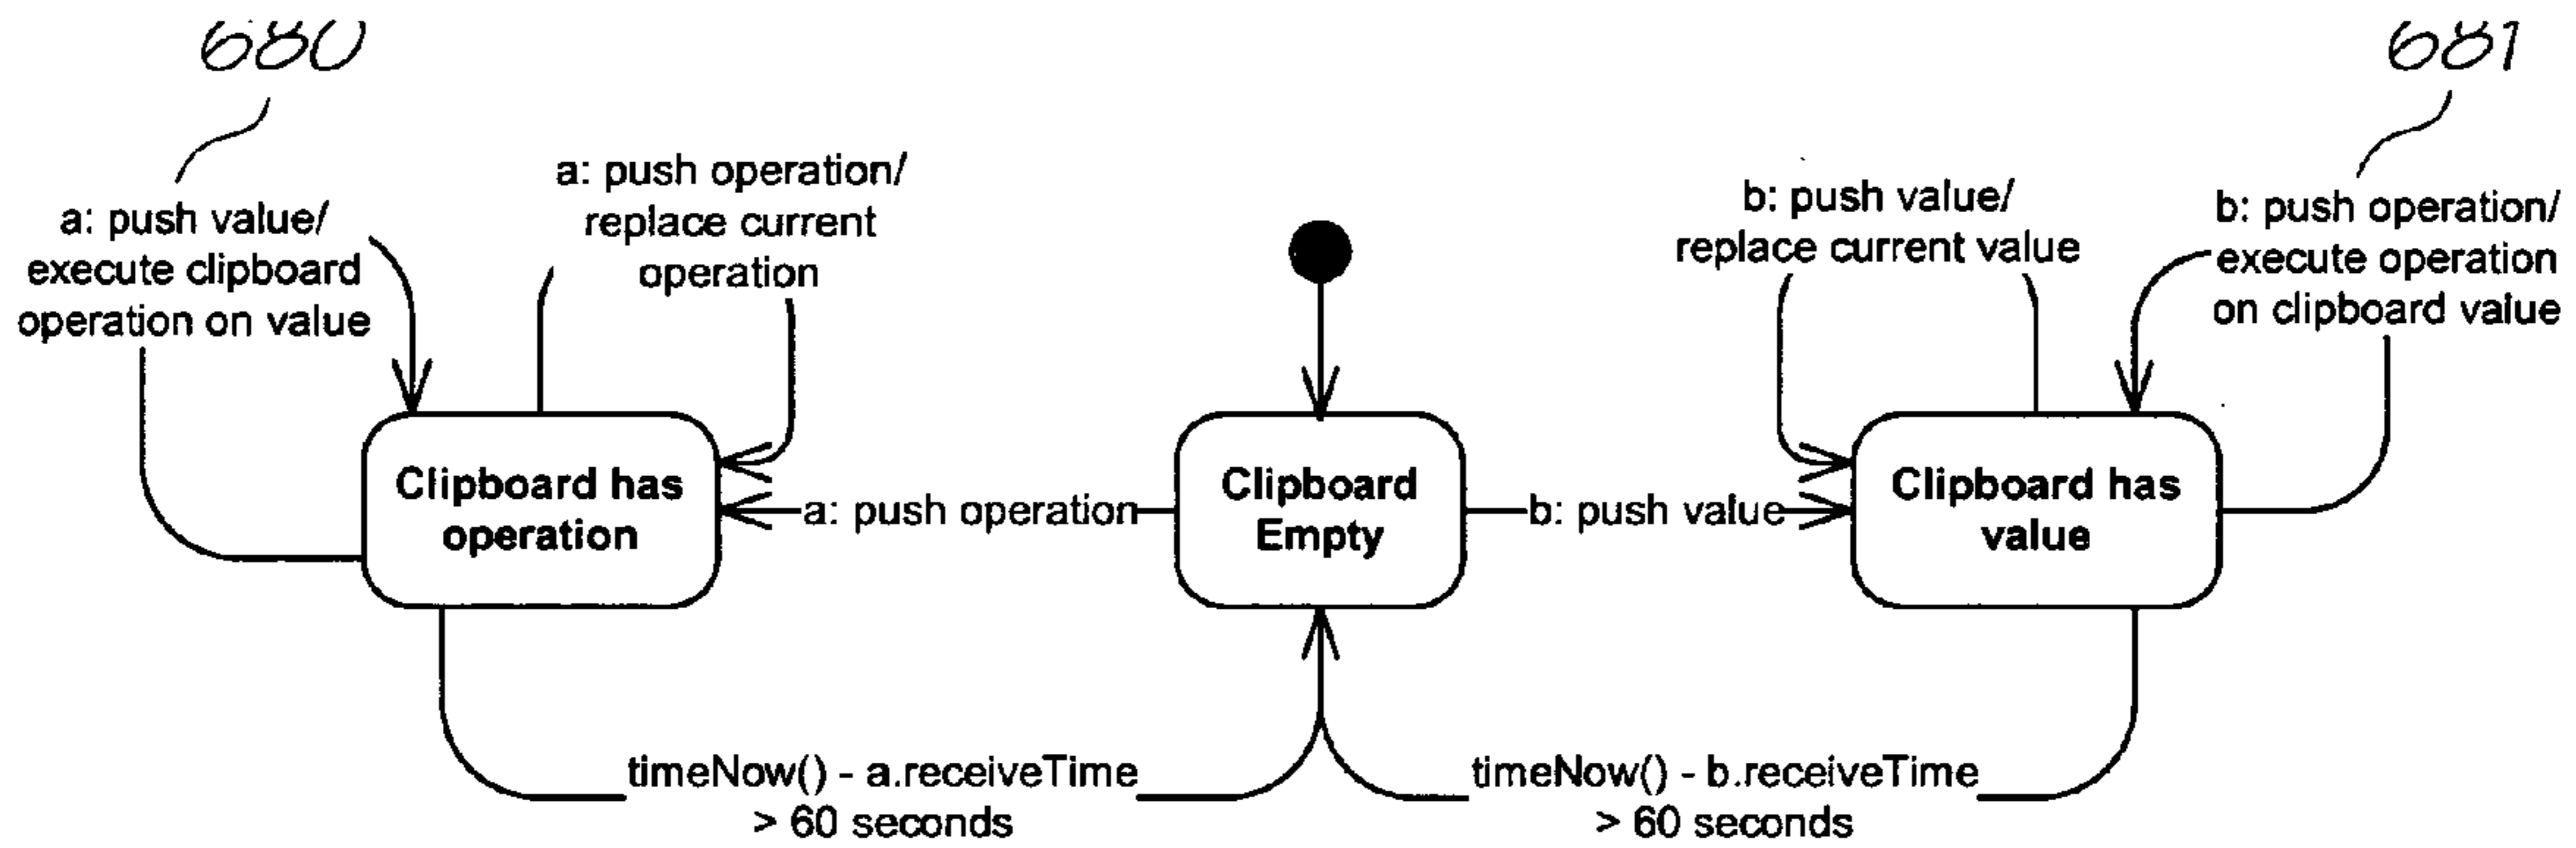 680
681
a: push value/
execute clipboard
operation on value
a: push operation/
replace current
operation
b: push value/
replace current value
b: push operation/
execute operation
on clipboard value
Clipboard has
operation
a: push operation
Clipboard
Empty
b: push value
Clipboard has
value
timeNow() - a.receiveTime
> 60 seconds
timeNow() - b.receiveTime
> 60 seconds